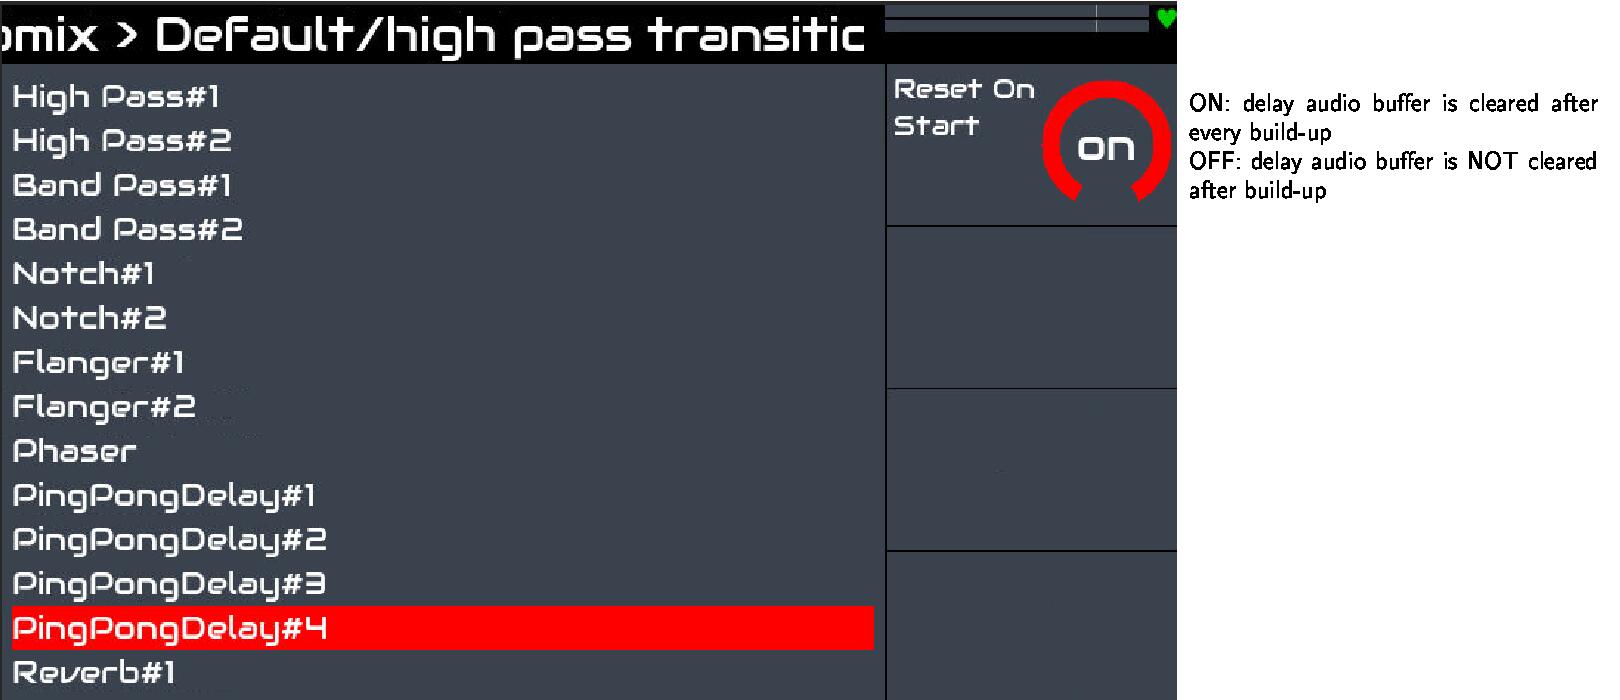 omix > Default/high pass transitic
High Pass#1
High Pass#2
Band Pass#1
Band Pass#2
Notch#1
Notch#2
Flanger#1
Flanger#2
Phaser
PingPongDelay#1
PingPongDelay#2
PingPongDelay#3
PingPongDelay#4
Reverb#1
Reset On
Start
on
ON: delay audio buffer is cleared after
every build-up
OFF: delay audio buffer is NOT cleared
after build-up